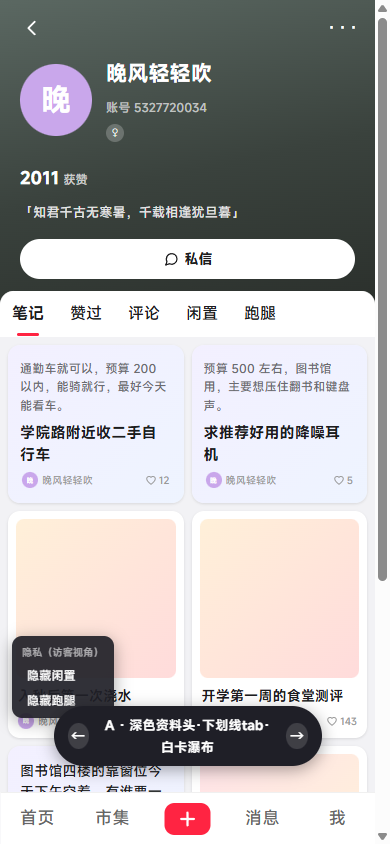 晚
晚风轻轻吹
账号 5327720034
2011 获赞
「知君千古无寒暑，千载相逢犹旦暮」
私信
笔记 赞过 评论 闲置 跑腿
通勤车就可以，预算 200
以内，能骑就行，最好今天
能看车。
学院路附近收二手自
行车
晚 晚风轻轻吹 12
预算 500 左右，图书馆
用，主要想压住翻书和键盘
声。
求推荐好用的降噪耳
机
晚 晚风轻轻吹 5
隐私（访客视角）
隐藏闲置
隐藏跑腿
一次浇水
晚
开学第一周的食堂测评
143
← A · 深色资料头·下划线tab·
白卡瀑布 →
图书馆四楼的靠窗位今
首页 市集 + 消息 我